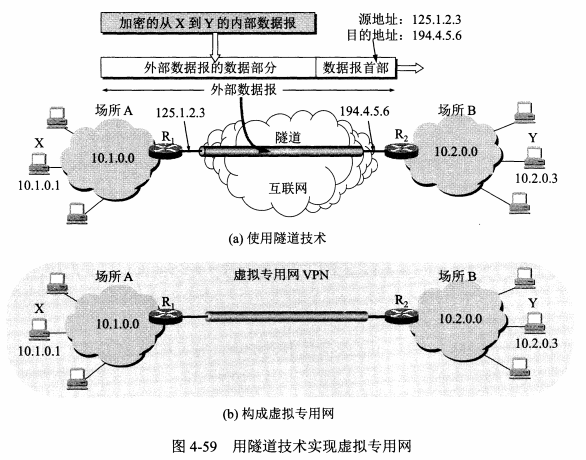 加密的从 X 到 Y 的内部数据报
源地址：125.1.2.3
目的地址：194.4.5.6
外部数据报的数据部分
数据报首部
外部数据报
场所 A
125.1.2.3
194.4.5.6
场所 B
X
R1
隧道
R2
Y
10.1.0.0
10.2.0.0
10.1.0.1
互联网
10.2.0.3
(a) 使用隧道技术
场所 A
虚拟专用网 VPN
场所 B
X
R1
R2
Y
10.1.0.0
10.2.0.0
10.1.0.1
10.2.0.3
(b) 构成虚拟专用网
图 4-59 用隧道技术实现虚拟专用网